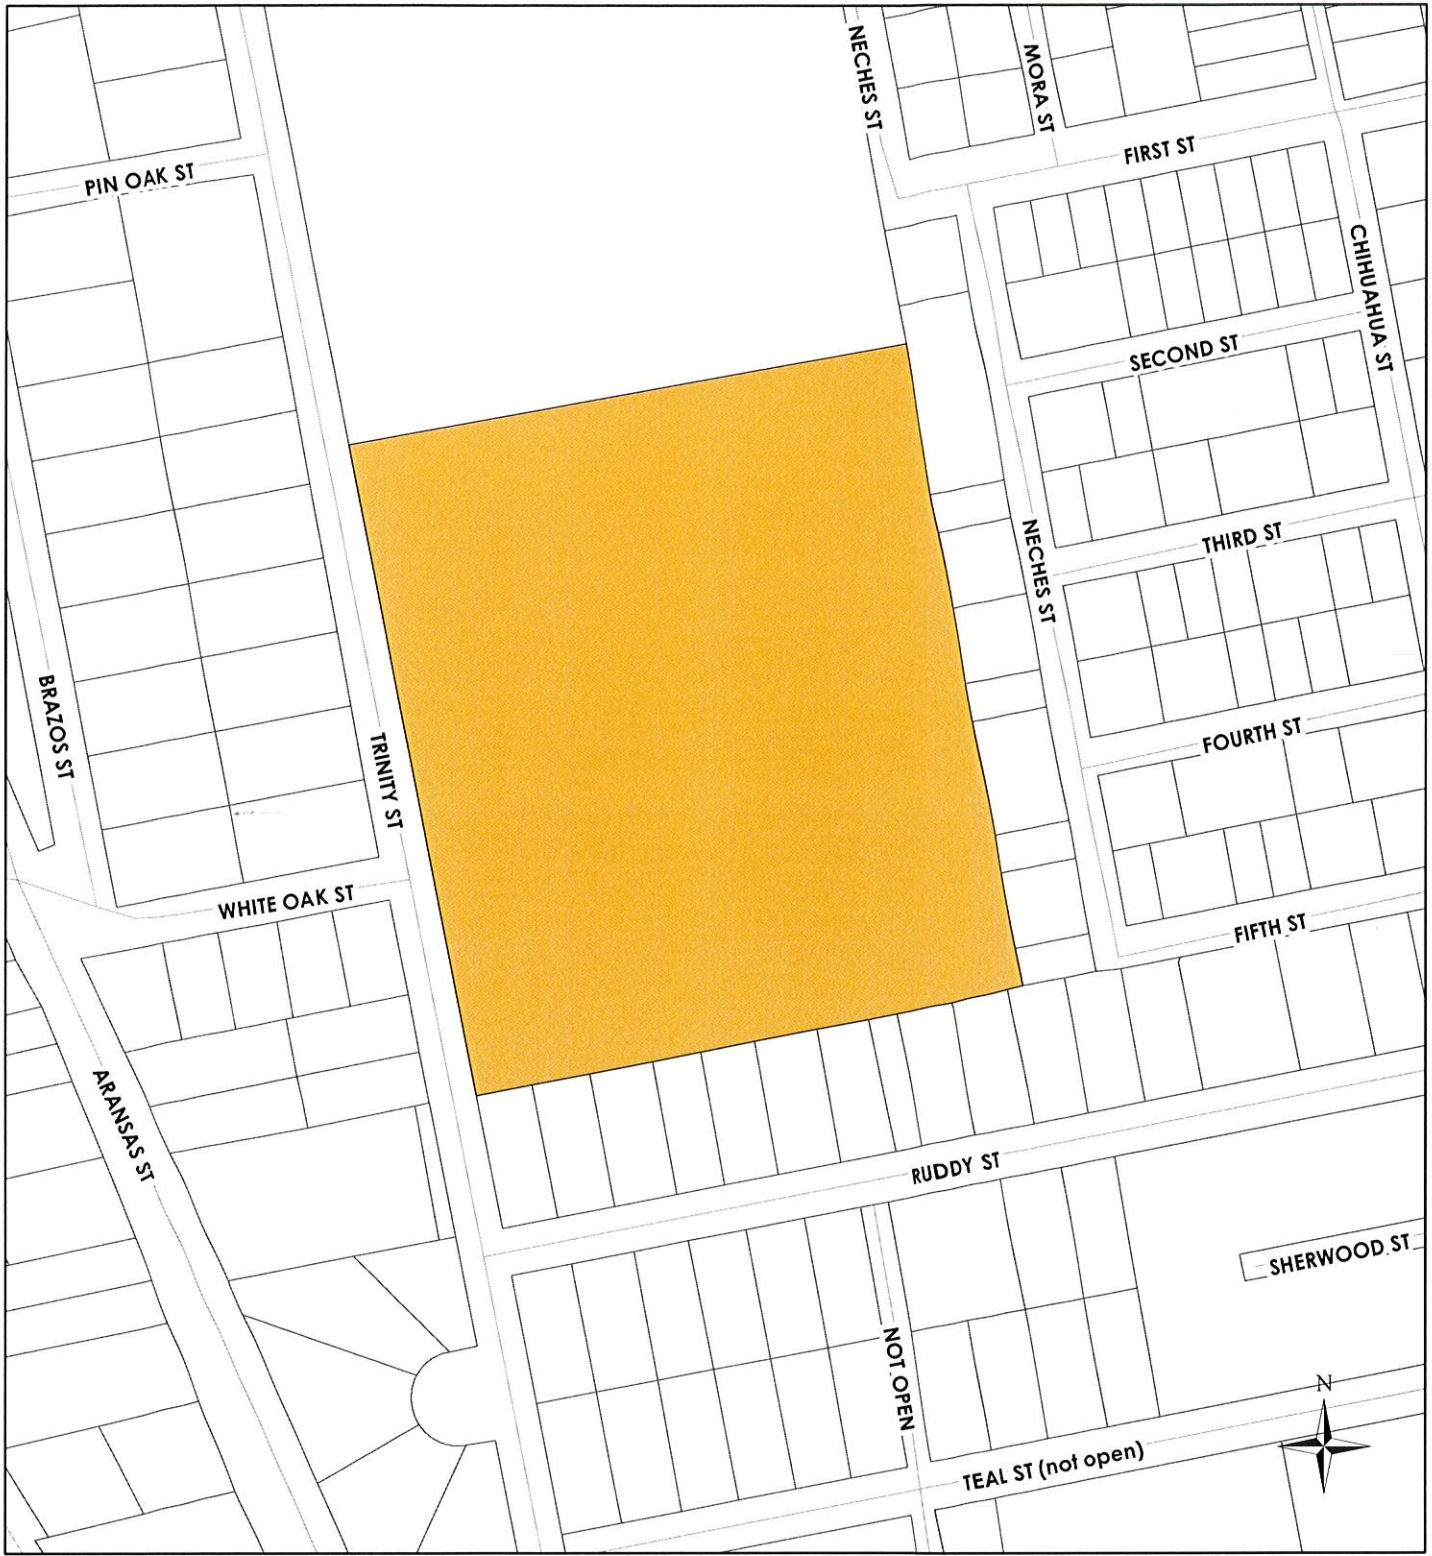 NECHES ST
MORA ST
FIRST ST
PIN OAK ST
CHIHUAHUA ST
SECOND ST
THIRD ST
NECHES ST
BRAZOS ST
TRINITY ST
FOURTH ST
WHITE OAK ST
FIFTH ST
ARANSAS ST
RUDDY ST
SHERWOOD ST
NOT OPEN
N
TEAL ST (not open)